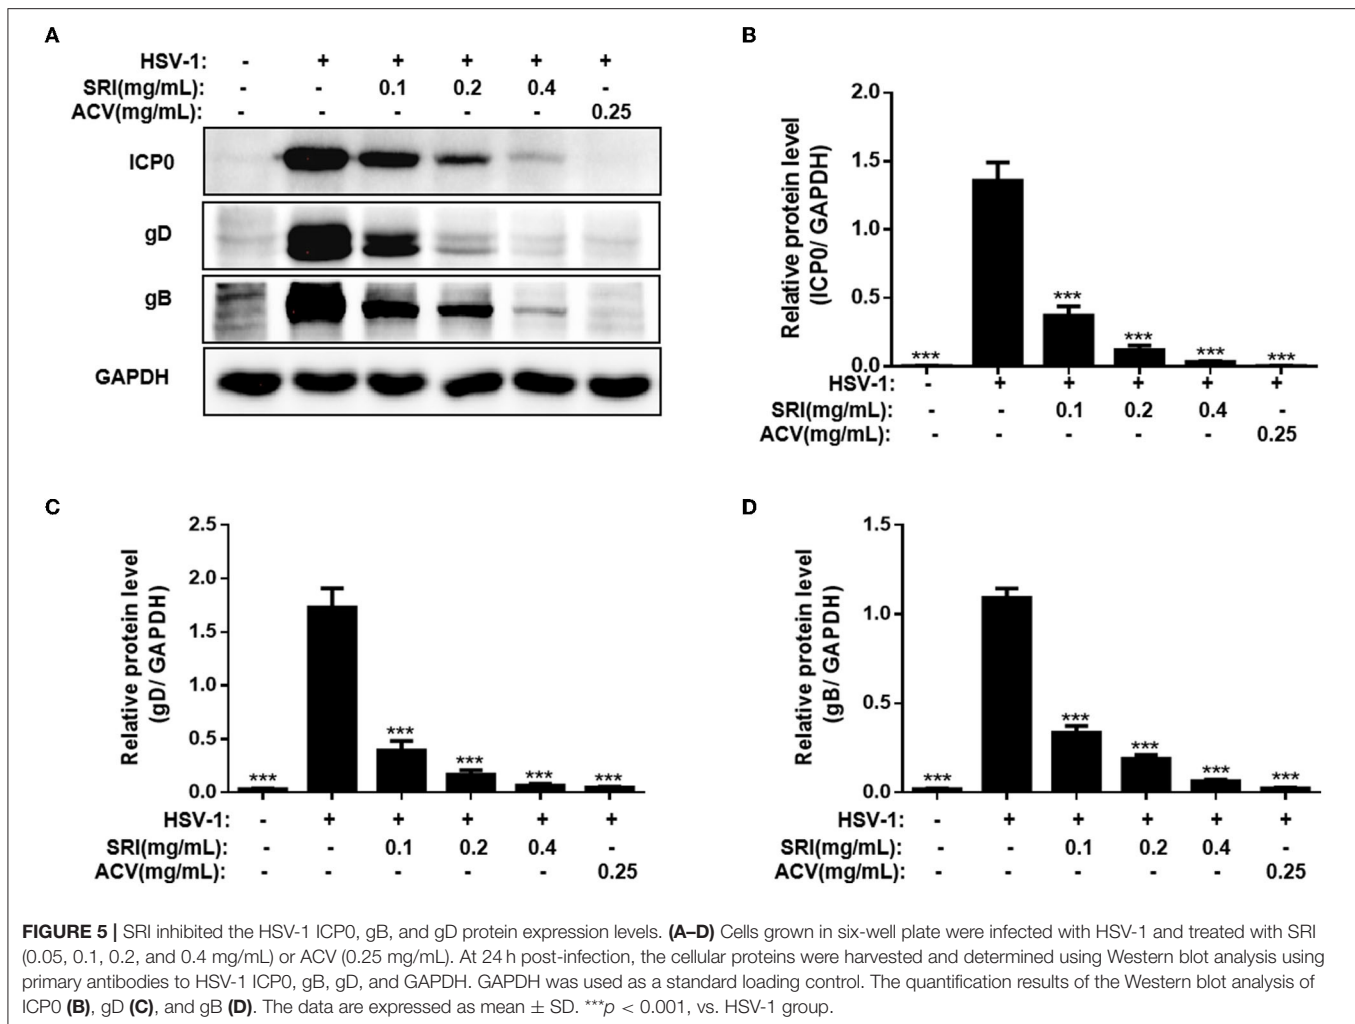 A
HSV-1: - + + + + +
SRI(mg/mL): - - 0.1 0.2 0.4 -
ACV(mg/mL): - - - - - 0.25
ICP0
gD
gB
GAPDH
B
Relative protein level
(ICP0/ GAPDH)
2.0
1.5
1.0
0.5
0.0
*** *** *** *** ***
HSV-1: - + + + + +
SRI(mg/mL): - - 0.1 0.2 0.4 -
ACV(mg/mL): - - - - - 0.25
C
Relative protein level
(gD/ GAPDH)
2.5
2.0
1.5
1.0
0.5
0.0
*** *** *** *** ***
HSV-1: - + + + + +
SRI(mg/mL): - - 0.1 0.2 0.4 -
ACV(mg/mL): - - - - - 0.25
D
Relative protein level
(gB/ GAPDH)
1.5
1.0
0.5
0.0
*** *** *** *** ***
HSV-1: - + + + + +
SRI(mg/mL): - - 0.1 0.2 0.4 -
ACV(mg/mL): - - - - - 0.25
FIGURE 5 | SRI inhibited the HSV-1 ICP0, gB, and gD protein expression levels. (A–D) Cells grown in six-well plate were infected with HSV-1 and treated with SRI
(0.05, 0.1, 0.2, and 0.4 mg/mL) or ACV (0.25 mg/mL). At 24 h post-infection, the cellular proteins were harvested and determined using Western blot analysis using
primary antibodies to HSV-1 ICP0, gB, gD, and GAPDH. GAPDH was used as a standard loading control. The quantification results of the Western blot analysis of
ICP0 (B), gD (C), and gB (D). The data are expressed as mean ± SD. ***p < 0.001, vs. HSV-1 group.